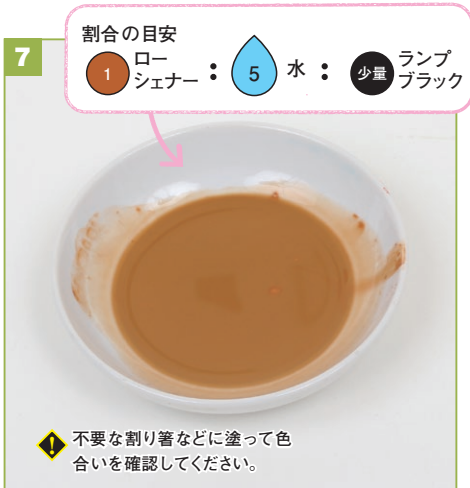 7
割合の目安
1 ロー シェナー : 5 水 : 少量 ランプ ブラック
不要な割り箸などに塗って色
合いを確認してください。